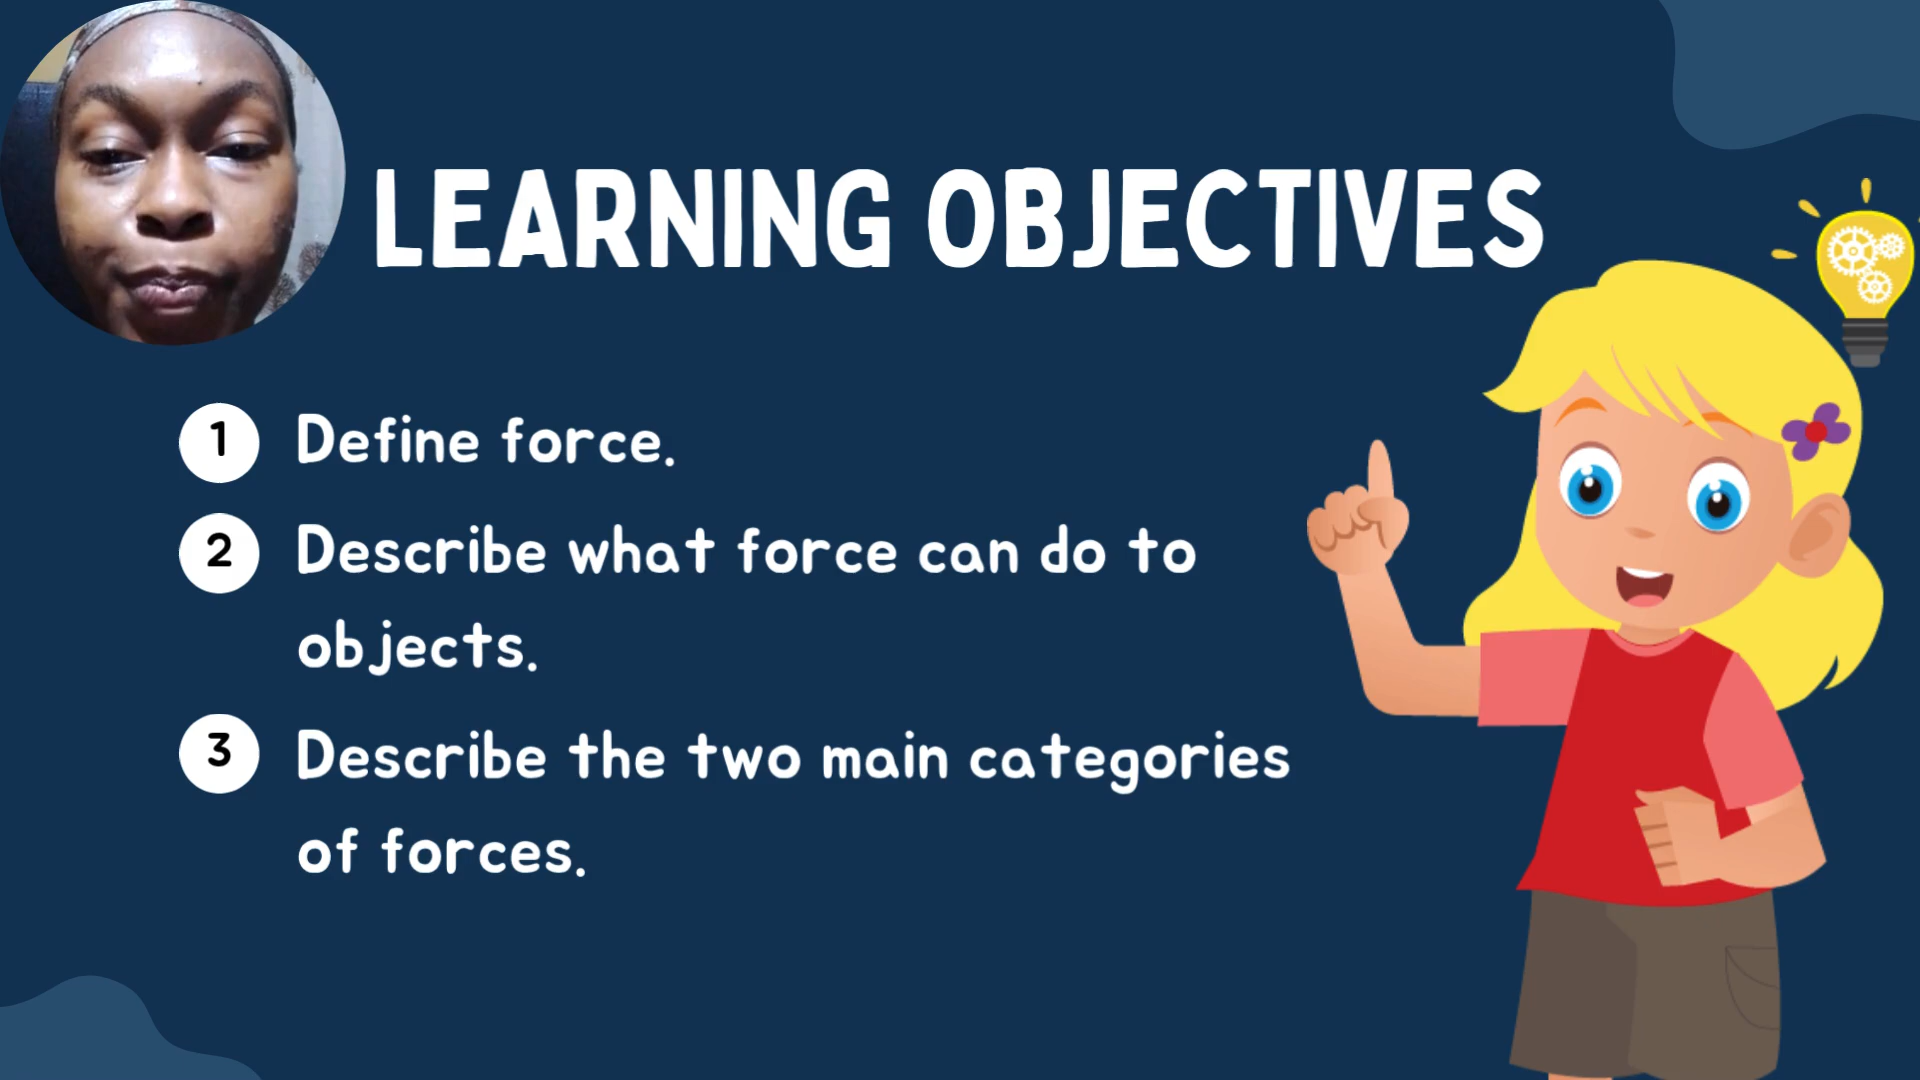 LEARNING OBJECTIVES
1 Define force.
2 Describe what force can do to
objects.
3 Describe the two main categories
of forces.